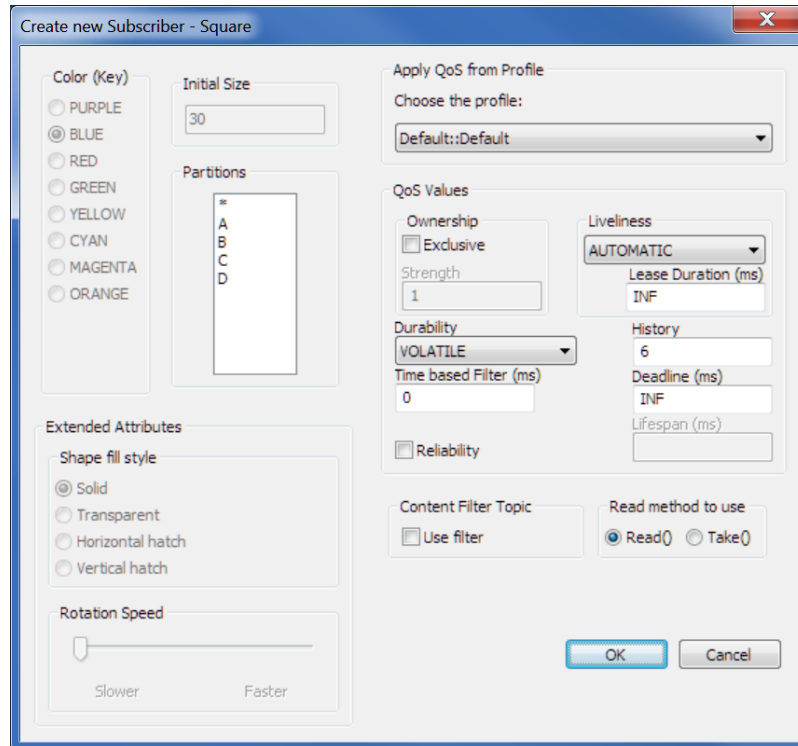 Create new Subscriber - Square
Color (Key)
PURPLE
BLUE
RED
GREEN
YELLOW
CYAN
MAGENTA
ORANGE
Initial Size
30
Partitions
*
A
B
C
D
Extended Attributes
Shape fill style
Solid
Transparent
Horizontal hatch
Vertical hatch
Rotation Speed
Slower Faster
Apply QoS from Profile
Choose the profile:
Default::Default
QoS Values
Ownership
Exclusive
Strength
1
Liveliness
AUTOMATIC
Lease Duration (ms)
INF
Durability
VOLATILE
Time based Filter (ms)
0
Reliability
History
6
Deadline (ms)
INF
Lifespan (ms)
Content Filter Topic
Use filter
Read method to use
Read() Take()
OK Cancel